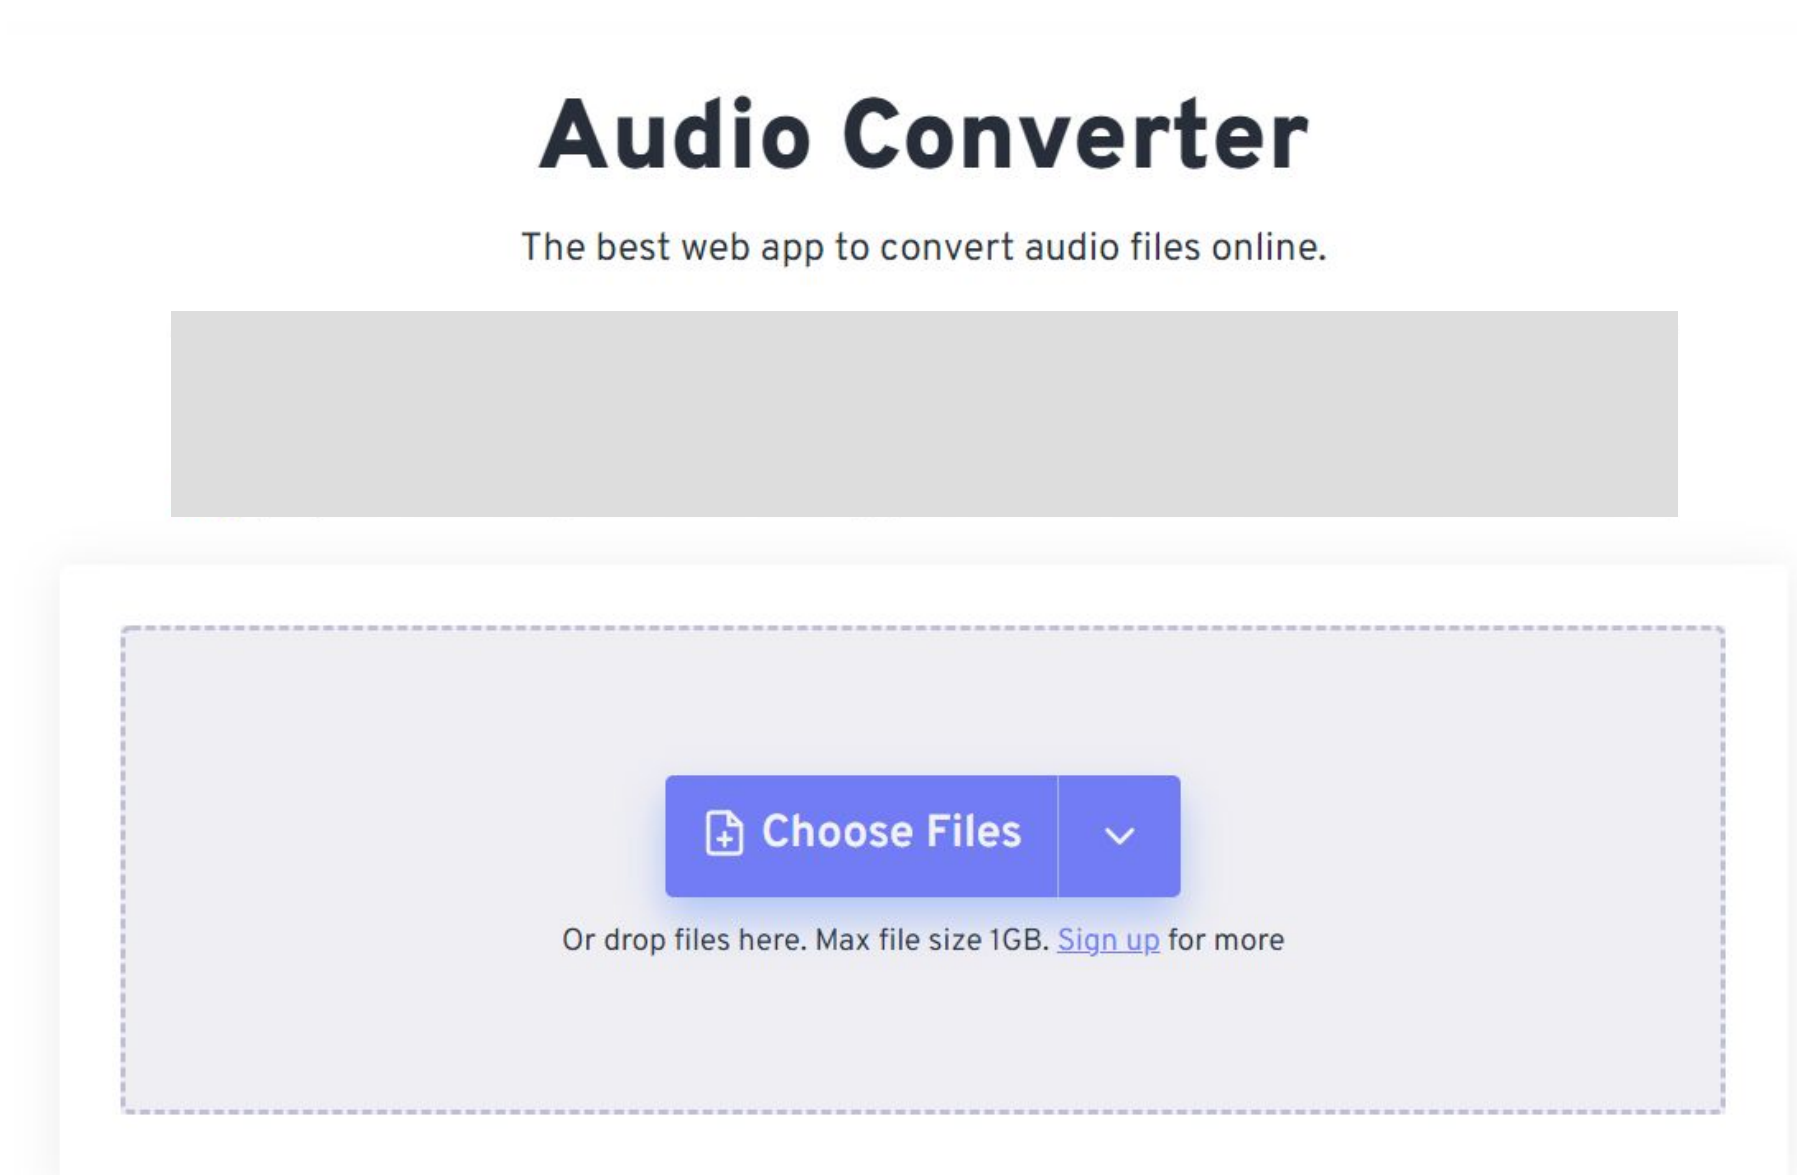 Audio Converter
The best web app to convert audio files online.
Choose Files
Or drop files here. Max file size 1GB. Sign up for more